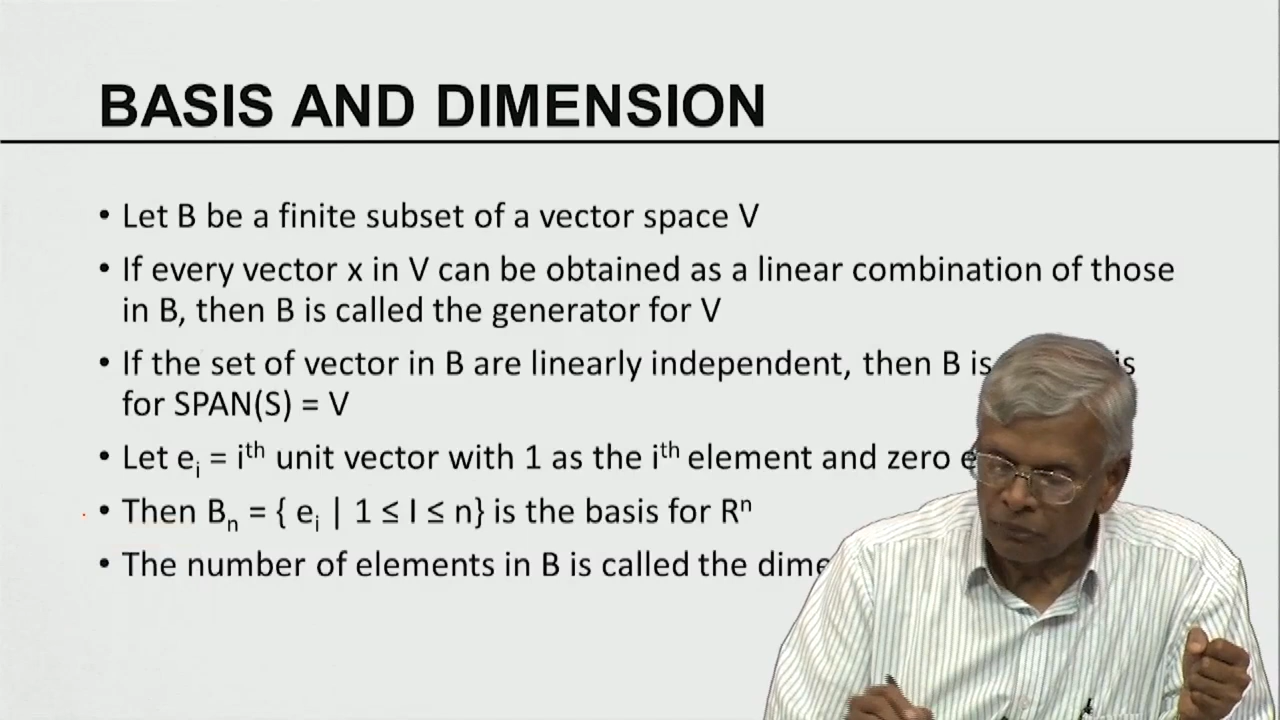 BASIS AND DIMENSION
• Let B be a finite subset of a vector space V
• If every vector x in V can be obtained as a linear combination of those
in B, then B is called the generator for V
• If the set of vector in B are linearly independent, then B is
for SPAN(S) = V
• Let eᵢ = iᵗʰ unit vector with 1 as the iᵗʰ element and zero
• Then Bₙ = { eᵢ | 1 ≤ I ≤ n} is the basis for Rⁿ
• The number of elements in B is called the